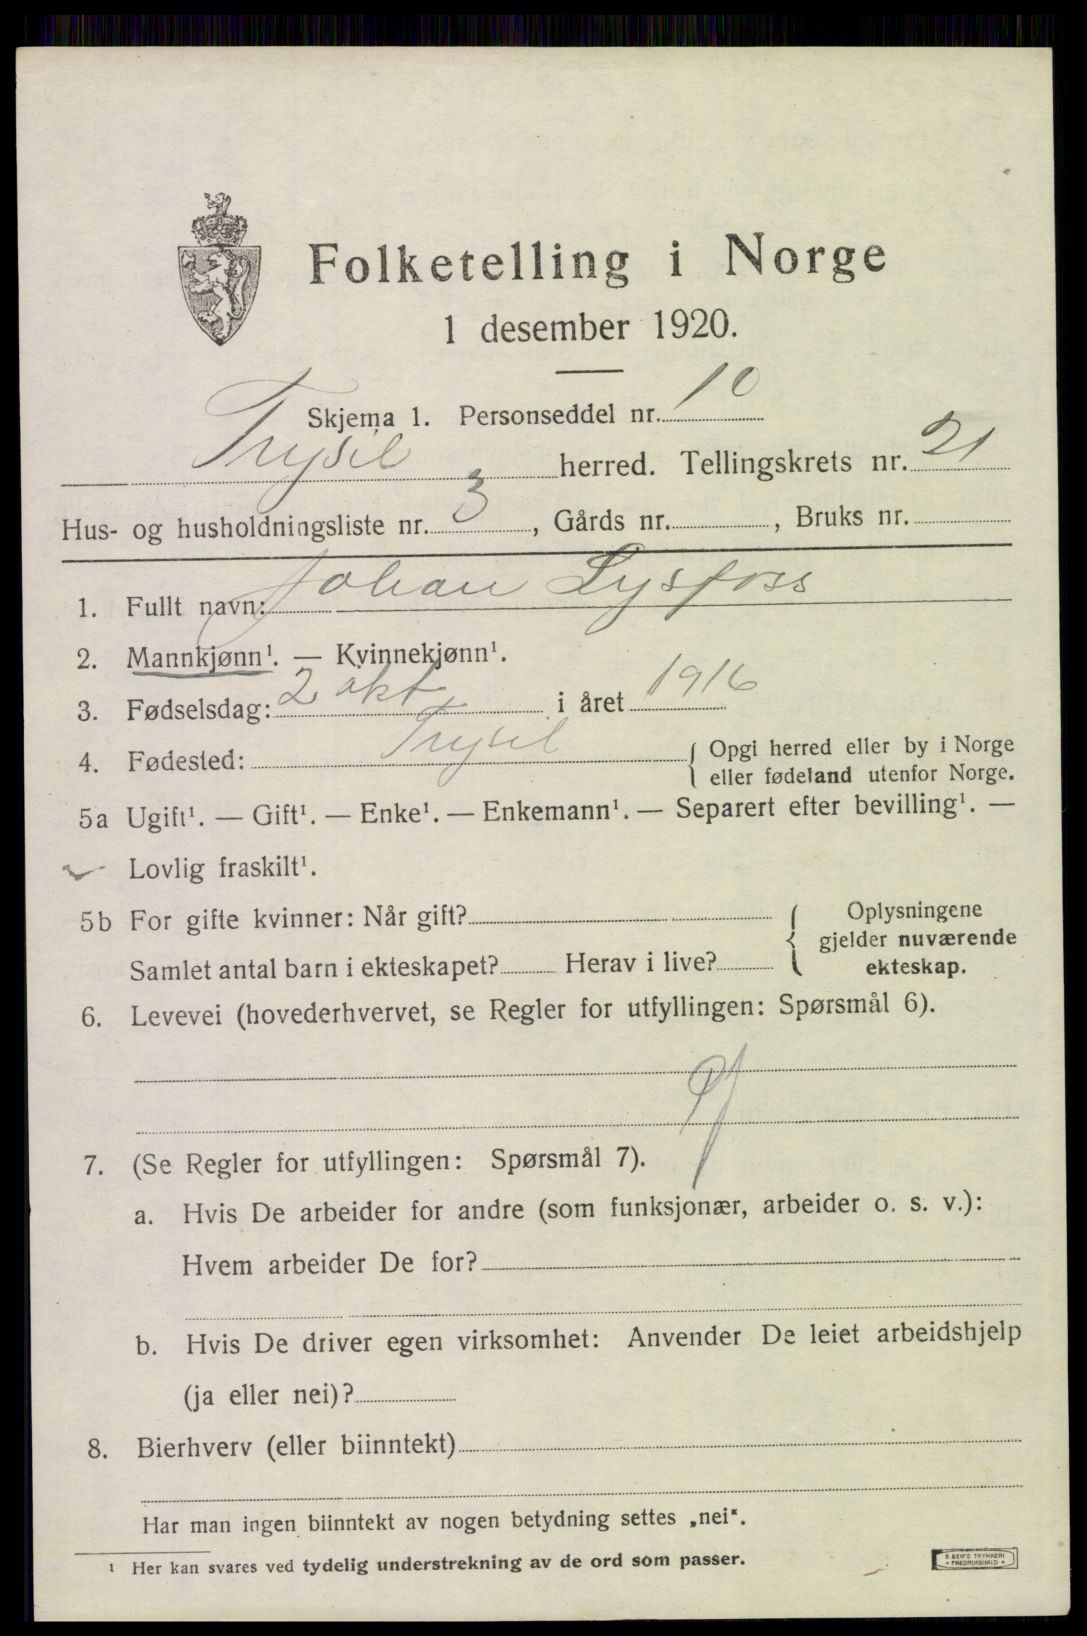 Folketelling i Norge
1 desember 1920.
Skjema 1. Personseddel nr. 10
Trysil herred. Tellingskrets nr. 21
Hus- og husholdningsliste nr. 3, Gårds nr. , Bruks nr.
1. Fullt navn: Johan Lysfoss
2. Mannkjønn¹. — Kvinnekjønn¹.
3. Fødselsdag: 2 okt i året 1916
4. Fødested: Trysil { Opgi herred eller by i Norge
eller fødeland utenfor Norge.
5a Ugift¹. — Gift¹. — Enke¹. — Enkemann¹. — Separert efter bevilling¹. —
Lovlig fraskilt¹.
5b For gifte kvinner: Når gift? { Oplysningene
gjelder nuværende
Samlet antal barn i ekteskapet? Herav i live? ekteskap.
6. Levevei (hovederhvervet, se Regler for utfyllingen: Spørsmål 6).
7. (Se Regler for utfyllingen: Spørsmål 7).
a. Hvis De arbeider for andre (som funksjonær, arbeider o. s. v.):
Hvem arbeider De for?
b. Hvis De driver egen virksomhet: Anvender De leiet arbeidshjelp
(ja eller nei)?
8. Bierhverv (eller biinntekt)
Har man ingen biinntekt av nogen betydning settes „nei“.
¹ Her kan svares ved tydelig understrekning av de ord som passer.
S. BEM'S TRYKKERI
• FREDRIKSHALD •